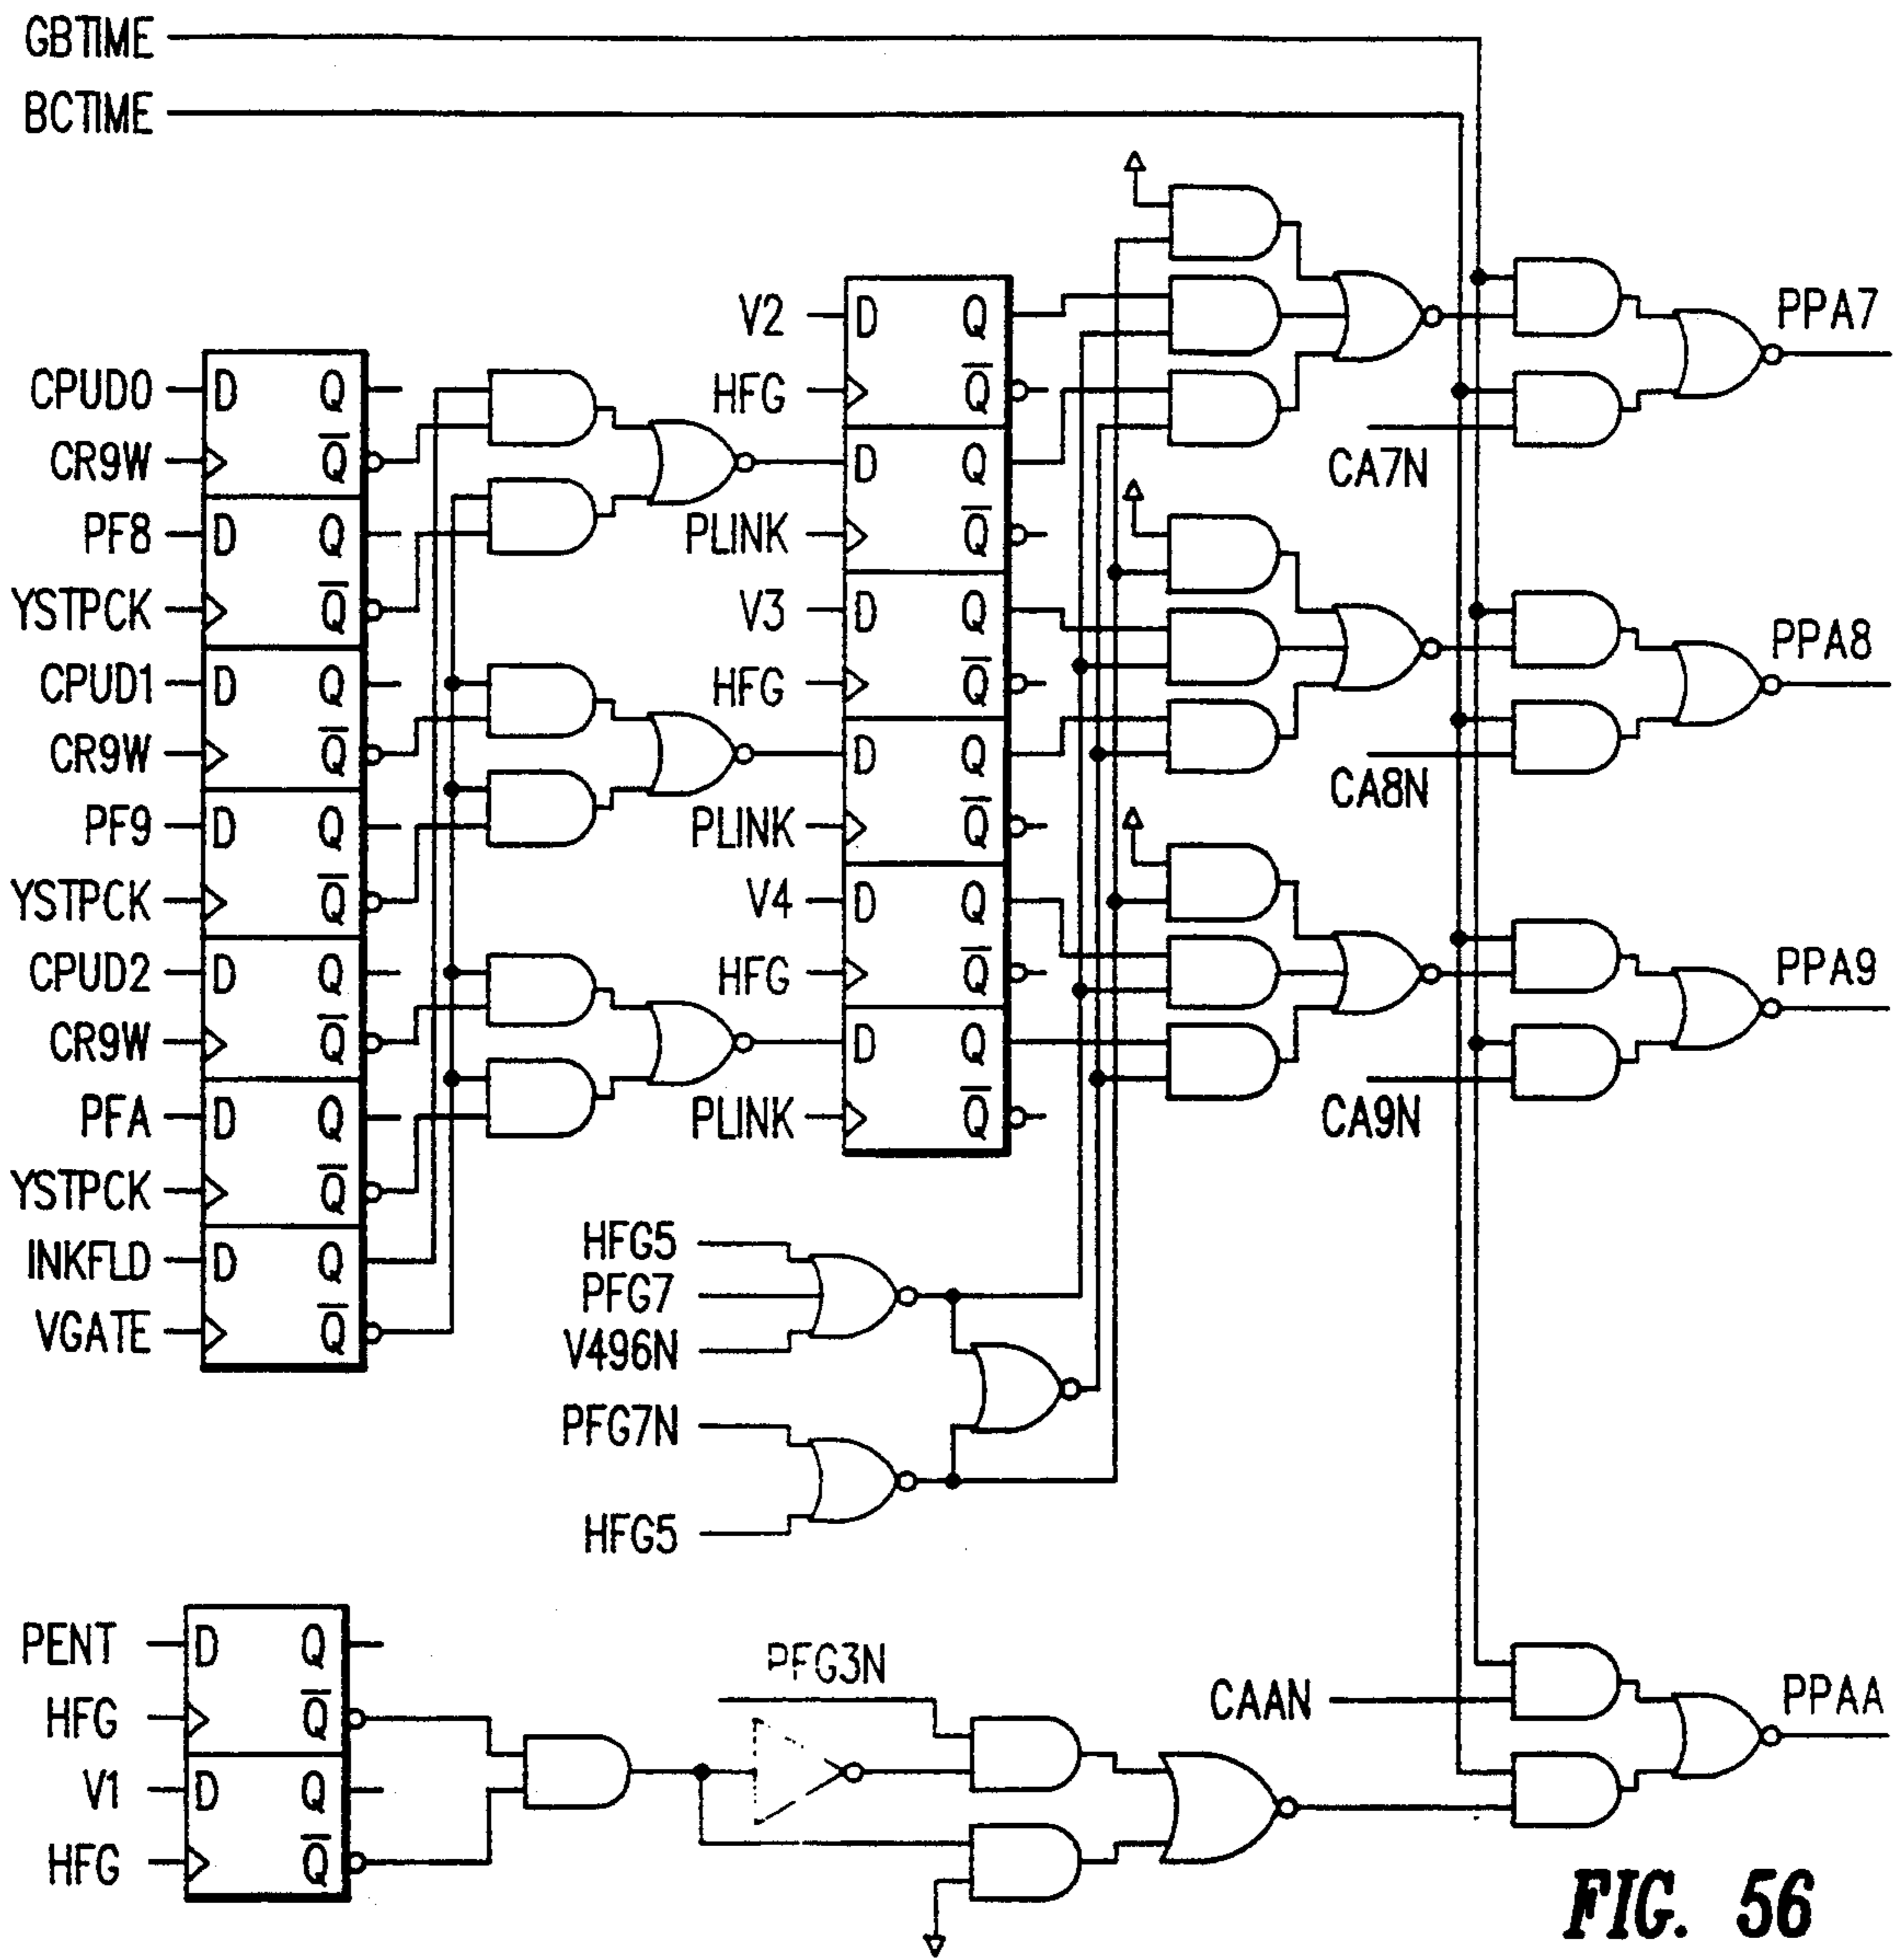 GBTIME
BCTIME
CPUD0 D Q
CR9W Q
PF8 D Q
YSTPCK Q
CPUD1 D Q
CR9W Q
PF9 D Q
YSTPCK Q
CPUD2 D Q
CR9W Q
PFA D Q
YSTPCK Q
INKFLD D Q
VGATE Q
V2 D Q
HFG Q
D Q
PLINK Q
V3 D Q
HFG Q
D Q
PLINK Q
V4 D Q
HFG Q
D Q
PLINK Q
PPA7
CA7N
PPA8
CA8N
PPA9
CA9N
HFG5
PFG7
V496N
PFG7N
HFG5
PENT D Q
HFG Q
V1 D Q
HFG Q
PFG3N
CAAN
PPAA
FIG. 56